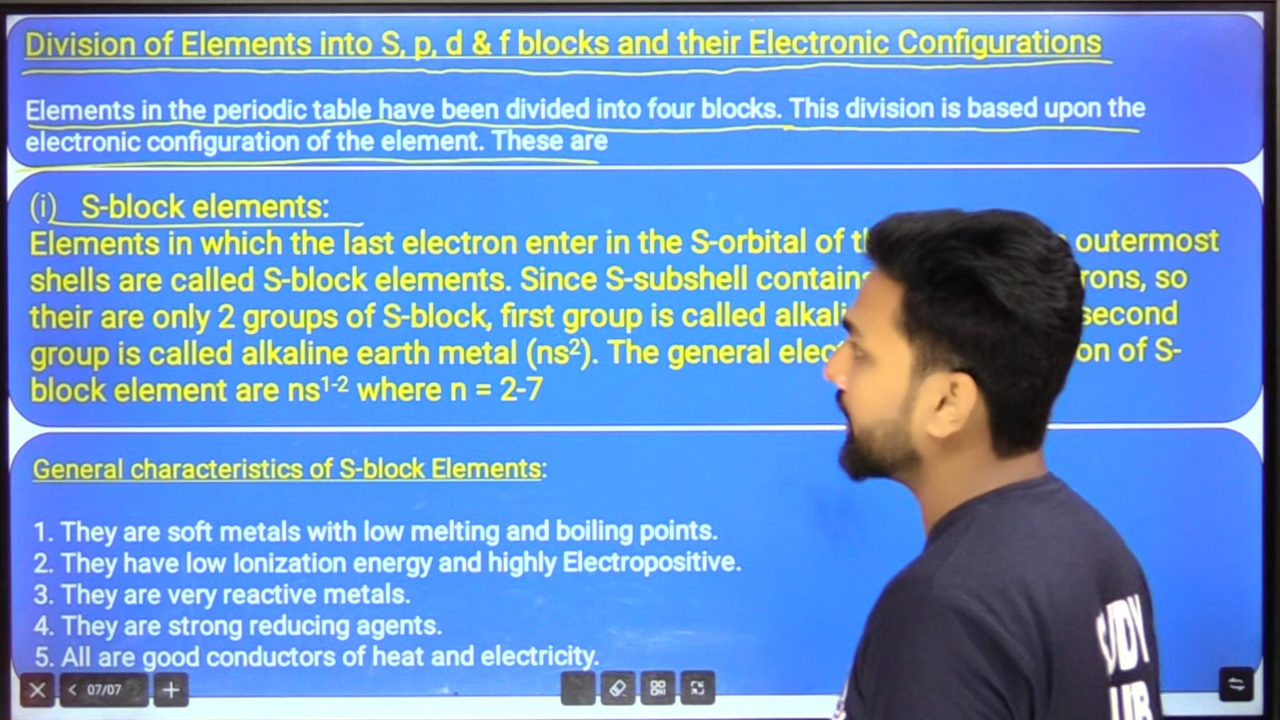 Division of Elements into S, p, d & f blocks and their Electronic Configurations
Elements in the periodic table have been divided into four blocks. This division is based upon the
electronic configuration of the element. These are
(i) S-block elements:
Elements in which the last electron enter in the S-orbital of outermost
shells are called S-block elements. Since S-subshell so
their are only 2 groups of S-block, first group is called second
group is called alkaline earth metal (ns²). The general of S-
block element are ns¹⁻² where n = 2-7
General characteristics of S-block Elements:
1. They are soft metals with low melting and boiling points.
2. They have low Ionization energy and highly Electropositive.
3. They are very reactive metals.
4. They are strong reducing agents.
5. All are good conductors of heat and electricity.
07/07